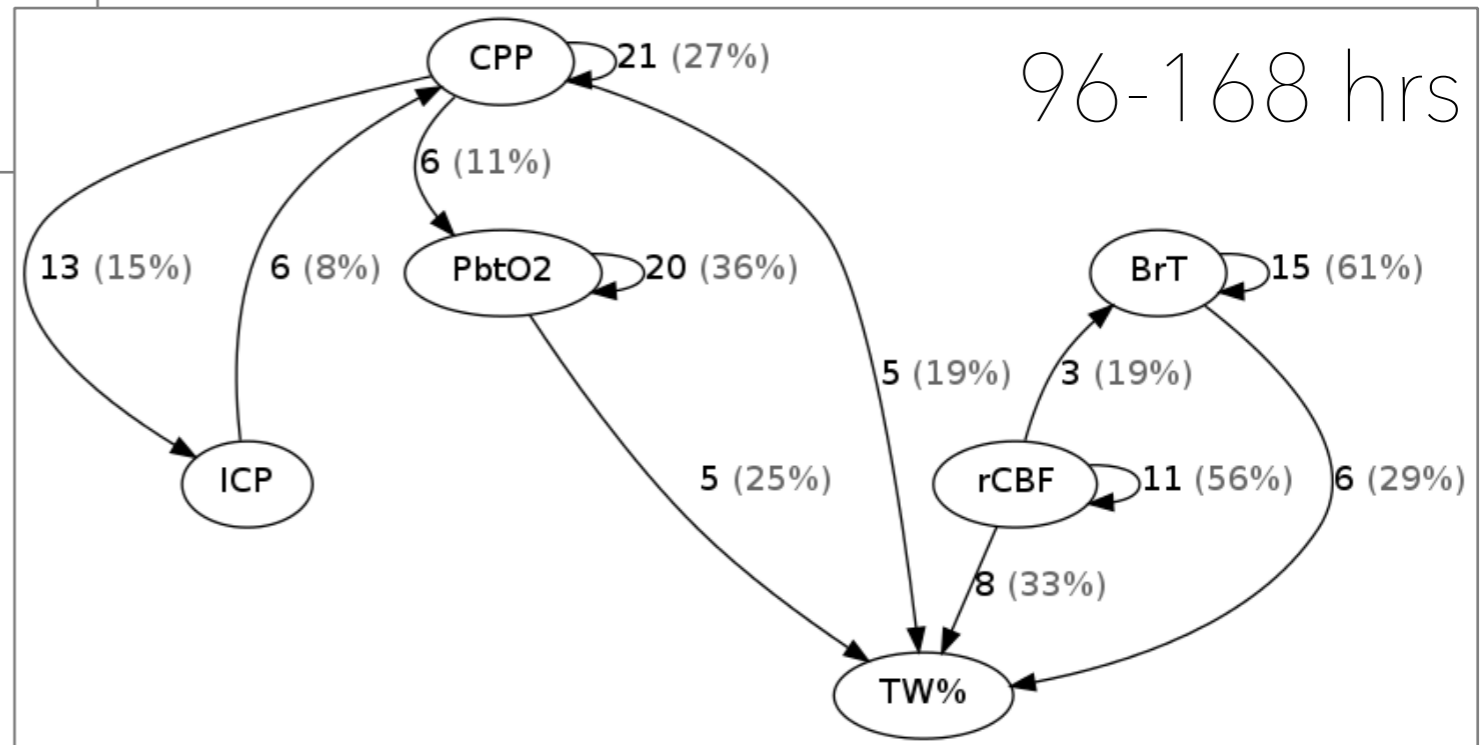 CPP
21 (27%)
96-168 hrs
6 (11%)
13 (15%)
6 (8%)
PbtO2
20 (36%)
BrT
15 (61%)
5 (19%)
3 (19%)
ICP
5 (25%)
rCBF
11 (56%)
6 (29%)
8 (33%)
TW%